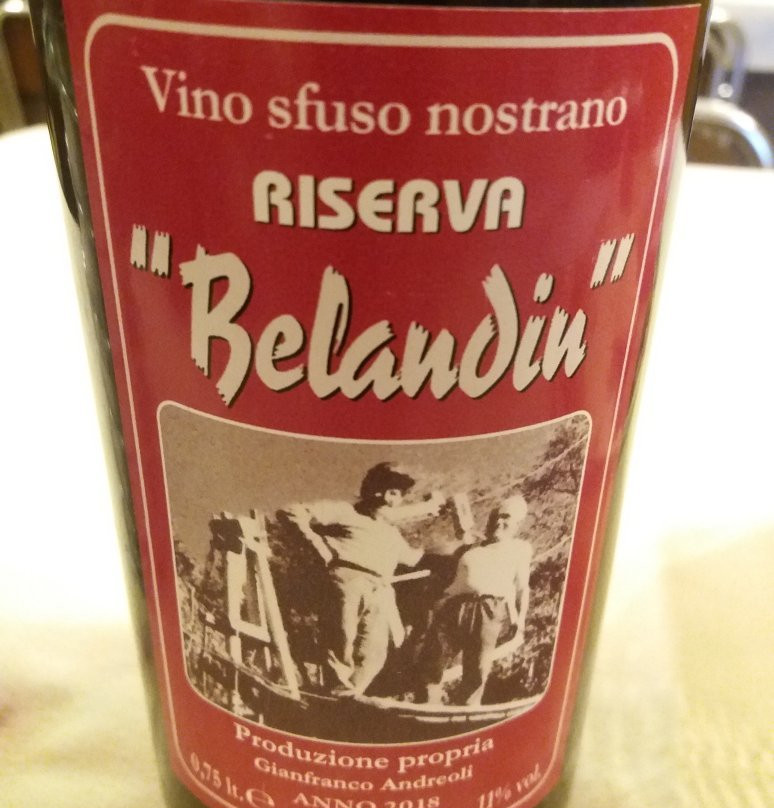 Vino sfuso nostrano
RISERVA
"Belandin"
Produzione propria
Gianfranco Andreoli
0,75 lt. ℮ ANNO 2018 11% vol.